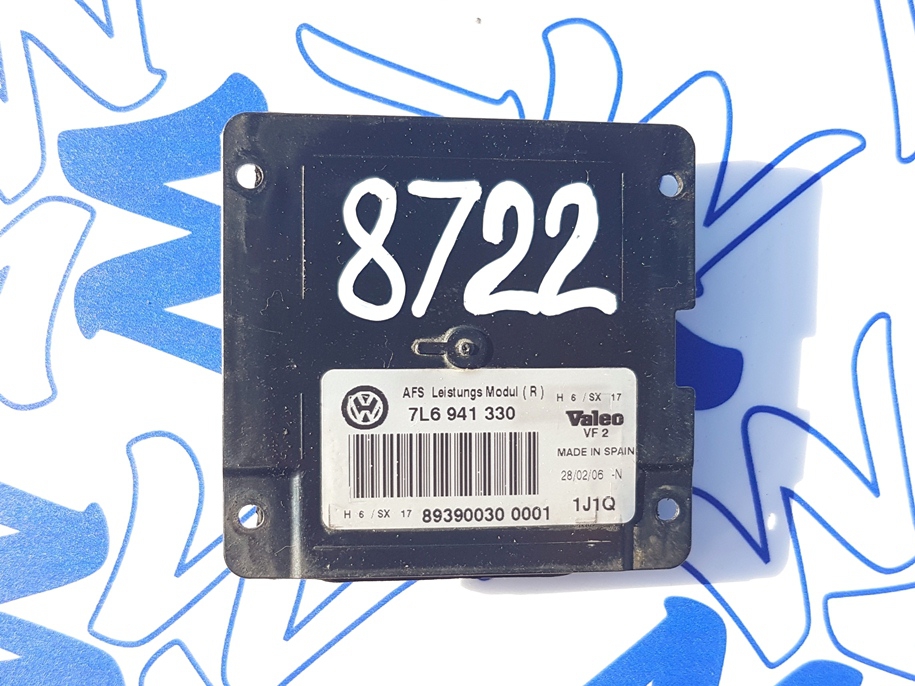 8722
AFS Leistungs Modul ( R )
H 6 / SX 17
7L6 941 330
Valeo
VF 2
MADE IN SPAIN
28/02/06 -N
H 6 / SX 17 89390030 0001
1J1Q